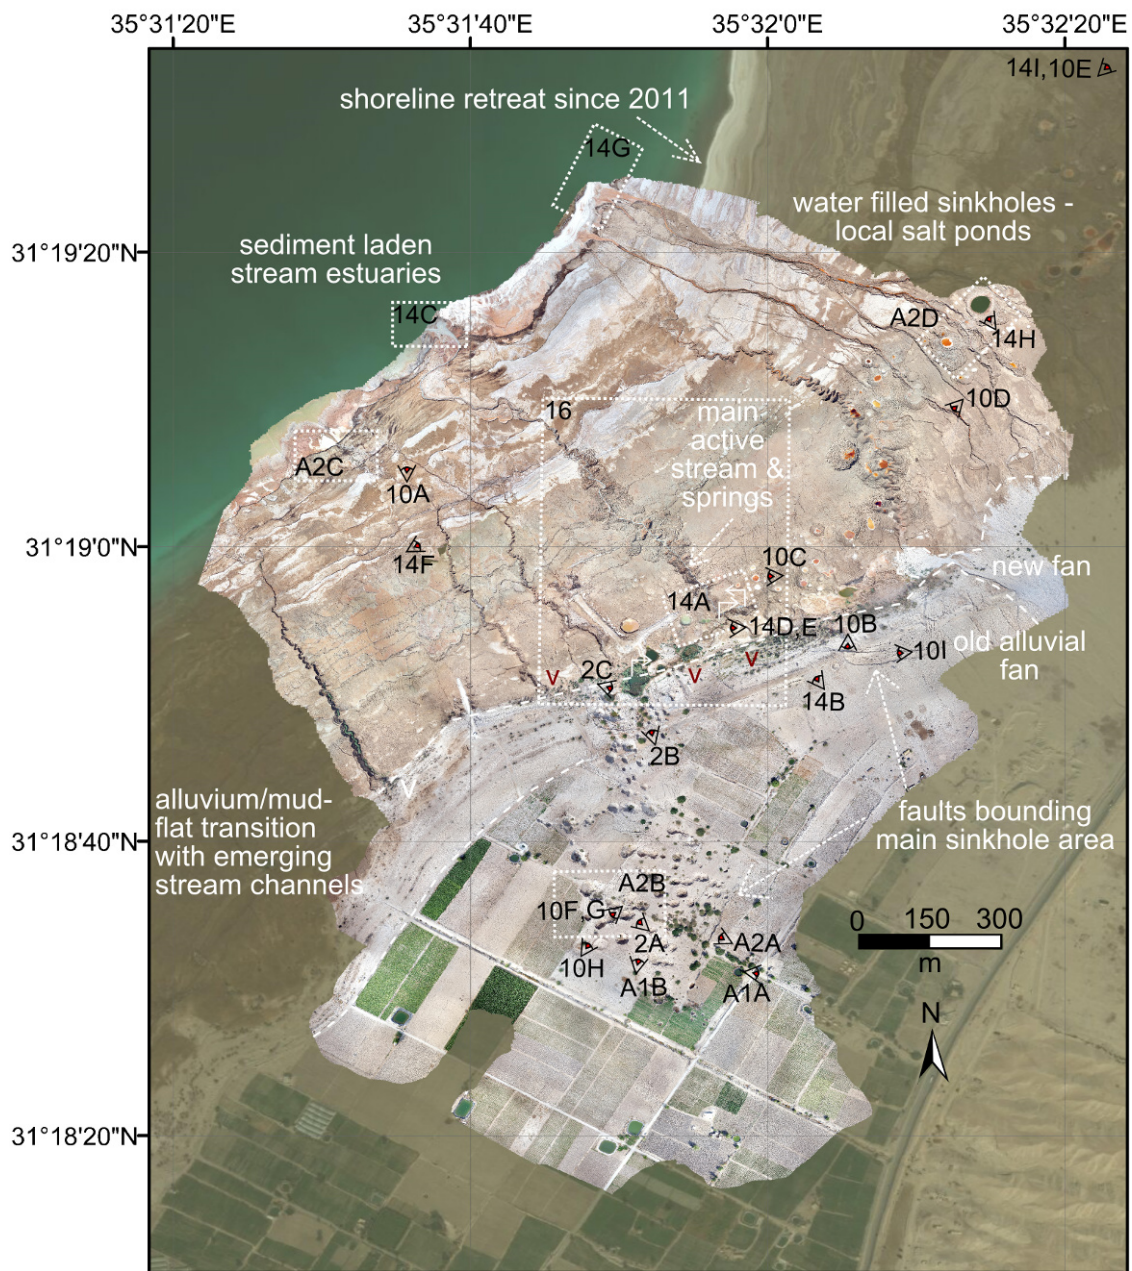 35°31'20"E
35°31'40"E
35°32'0"E
35°32'20"E
14I,10E
shoreline retreat since 2011
14G
water filled sinkholes -
local salt ponds
31°19'20"N
sediment laden
stream estuaries
14C
A2D
14H
10D
16
main
active
stream &
springs
A2C
10A
31°19'0"N
14F
10C
new fan
14A
14D,E
10B
10I
old alluvial
fan
V
V
V
2C
14B
2B
alluvium/mud-
flat transition
with emerging
stream channels
faults bounding
main sinkhole area
31°18'40"N
A2B
10F,G
2A
A2A
10H
A1B
A1A
0 150 300
m
N
31°18'20"N